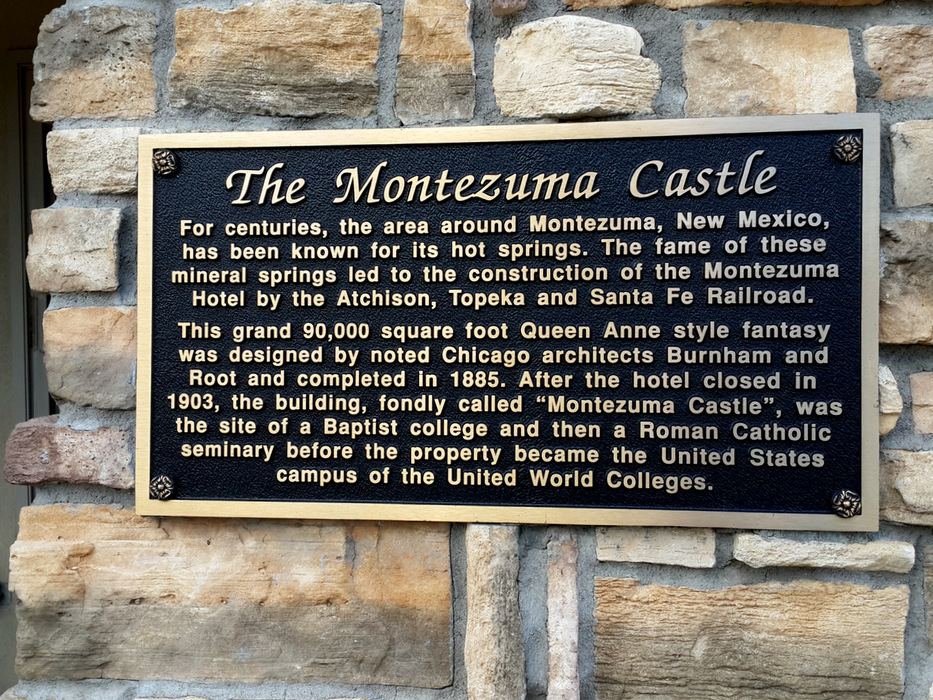 The Montezuma Castle
For centuries, the area around Montezuma, New Mexico,
has been known for its hot springs. The fame of these
mineral springs led to the construction of the Montezuma
Hotel by the Atchison, Topeka and Santa Fe Railroad.
This grand 90,000 square foot Queen Anne style fantasy
was designed by noted Chicago architects Burnham and
Root and completed in 1885. After the hotel closed in
1903, the building, fondly called “Montezuma Castle”, was
the site of a Baptist college and then a Roman Catholic
seminary before the property became the United States
campus of the United World Colleges.